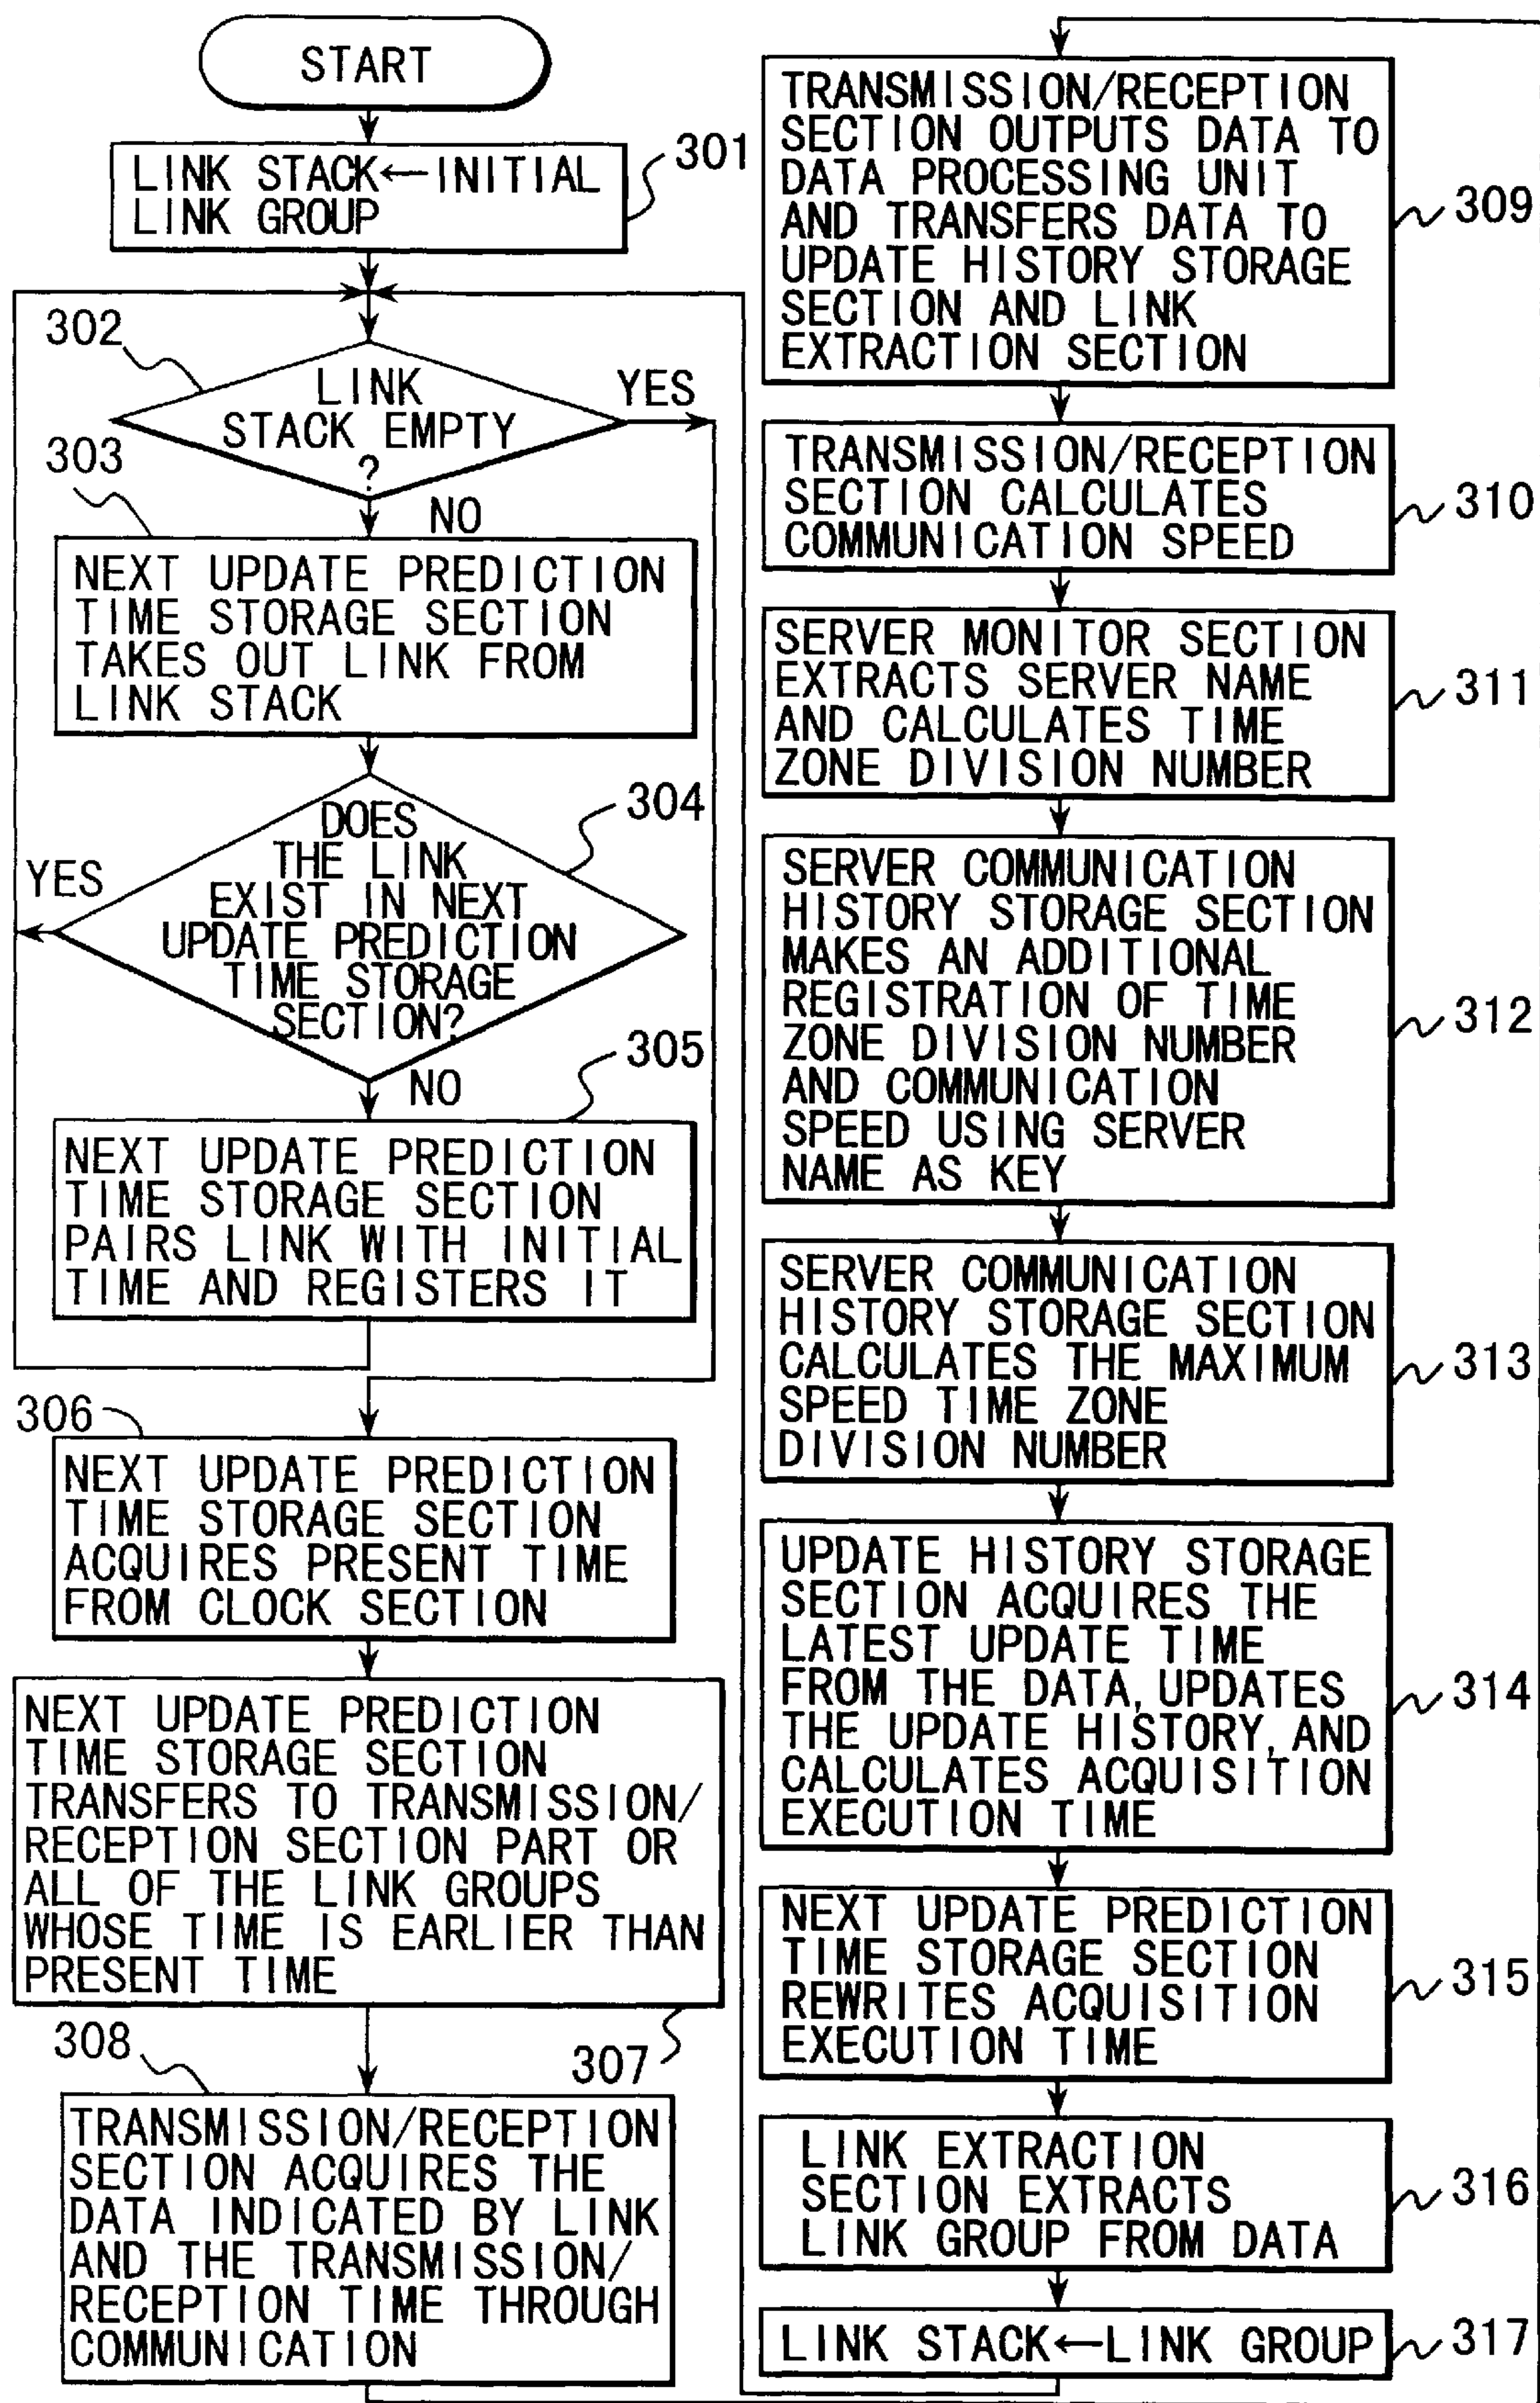 START
LINK STACK←INITIAL
LINK GROUP
301
302
LINK
STACK EMPTY
?
YES
NO
303
NEXT UPDATE PREDICTION
TIME STORAGE SECTION
TAKES OUT LINK FROM
LINK STACK
304
DOES
THE LINK
EXIST IN NEXT
UPDATE PREDICTION
TIME STORAGE
SECTION?
YES
NO
305
NEXT UPDATE PREDICTION
TIME STORAGE SECTION
PAIRS LINK WITH INITIAL
TIME AND REGISTERS IT
306
NEXT UPDATE PREDICTION
TIME STORAGE SECTION
ACQUIRES PRESENT TIME
FROM CLOCK SECTION
NEXT UPDATE PREDICTION
TIME STORAGE SECTION
TRANSFERS TO TRANSMISSION/
RECEPTION SECTION PART OR
ALL OF THE LINK GROUPS
WHOSE TIME IS EARLIER THAN
PRESENT TIME
307
308
TRANSMISSION/RECEPTION
SECTION ACQUIRES THE
DATA INDICATED BY LINK
AND THE TRANSMISSION/
RECEPTION TIME THROUGH
COMMUNICATION
TRANSMISSION/RECEPTION
SECTION OUTPUTS DATA TO
DATA PROCESSING UNIT
AND TRANSFERS DATA TO
UPDATE HISTORY STORAGE
SECTION AND LINK
EXTRACTION SECTION
309
TRANSMISSION/RECEPTION
SECTION CALCULATES
COMMUNICATION SPEED
310
SERVER MONITOR SECTION
EXTRACTS SERVER NAME
AND CALCULATES TIME
ZONE DIVISION NUMBER
311
SERVER COMMUNICATION
HISTORY STORAGE SECTION
MAKES AN ADDITIONAL
REGISTRATION OF TIME
ZONE DIVISION NUMBER
AND COMMUNICATION
SPEED USING SERVER
NAME AS KEY
312
SERVER COMMUNICATION
HISTORY STORAGE SECTION
CALCULATES THE MAXIMUM
SPEED TIME ZONE
DIVISION NUMBER
313
UPDATE HISTORY STORAGE
SECTION ACQUIRES THE
LATEST UPDATE TIME
FROM THE DATA, UPDATES
THE UPDATE HISTORY, AND
CALCULATES ACQUISITION
EXECUTION TIME
314
NEXT UPDATE PREDICTION
TIME STORAGE SECTION
REWRITES ACQUISITION
EXECUTION TIME
315
LINK EXTRACTION
SECTION EXTRACTS
LINK GROUP FROM DATA
316
LINK STACK←LINK GROUP
317